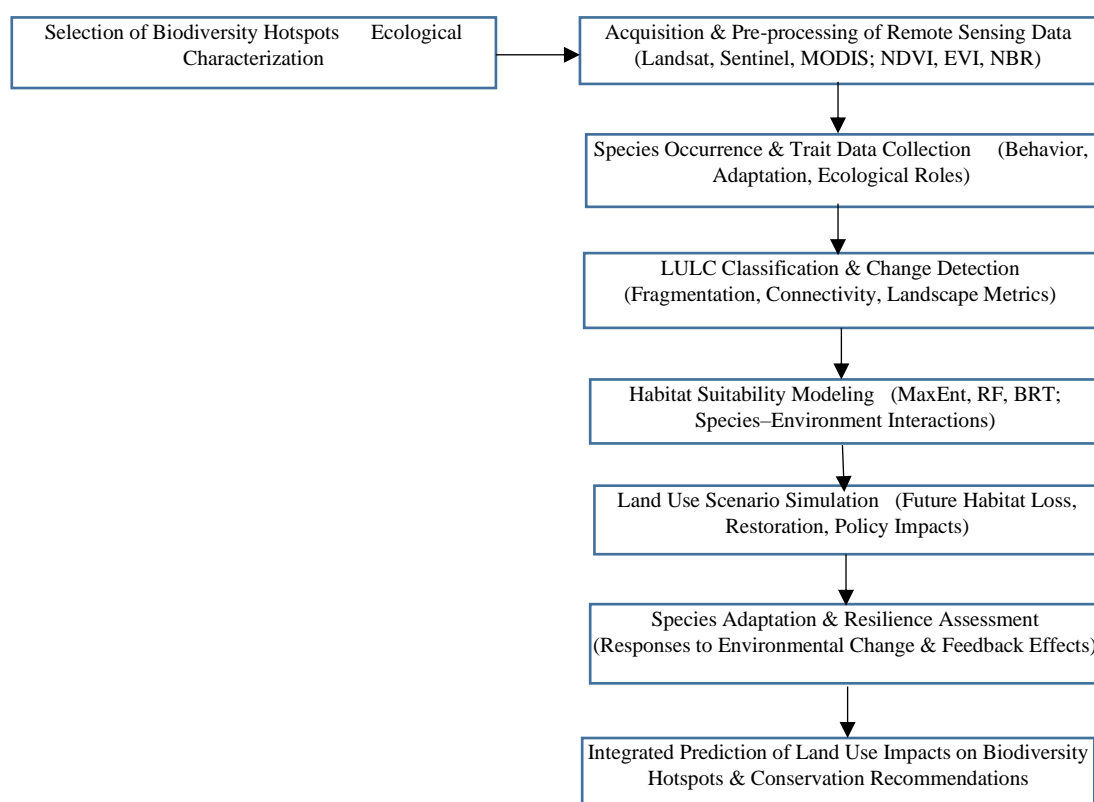 Selection of Biodiversity Hotspots Ecological
Characterization
Acquisition & Pre-processing of Remote Sensing Data
(Landsat, Sentinel, MODIS; NDVI, EVI, NBR)
Species Occurrence & Trait Data Collection (Behavior,
Adaptation, Ecological Roles)
LULC Classification & Change Detection
(Fragmentation, Connectivity, Landscape Metrics)
Habitat Suitability Modeling (MaxEnt, RF, BRT;
Species–Environment Interactions)
Land Use Scenario Simulation (Future Habitat Loss,
Restoration, Policy Impacts)
Species Adaptation & Resilience Assessment
(Responses to Environmental Change & Feedback Effects)
Integrated Prediction of Land Use Impacts on Biodiversity
Hotspots & Conservation Recommendations